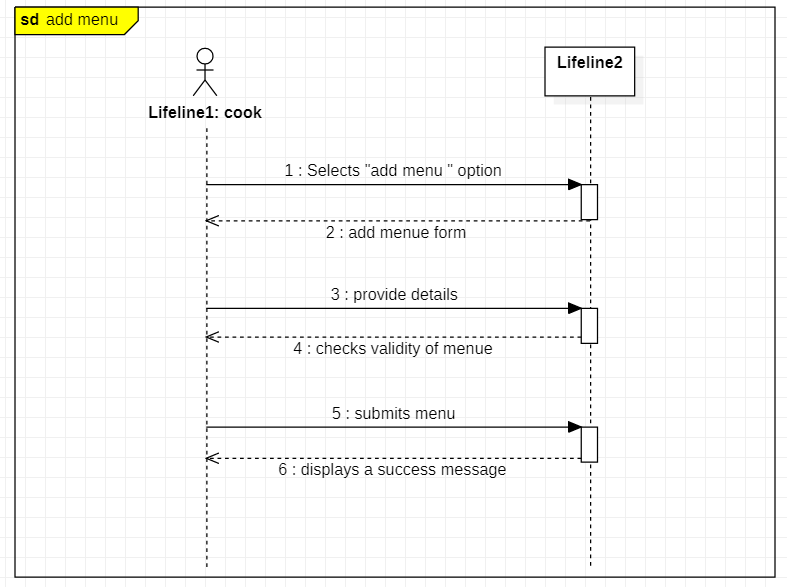 sd add menu
Lifeline1: cook
Lifeline2
1 : Selects "add menu " option
2 : add menue form
3 : provide details
4 : checks validity of menue
5 : submits menu
6 : displays a success message